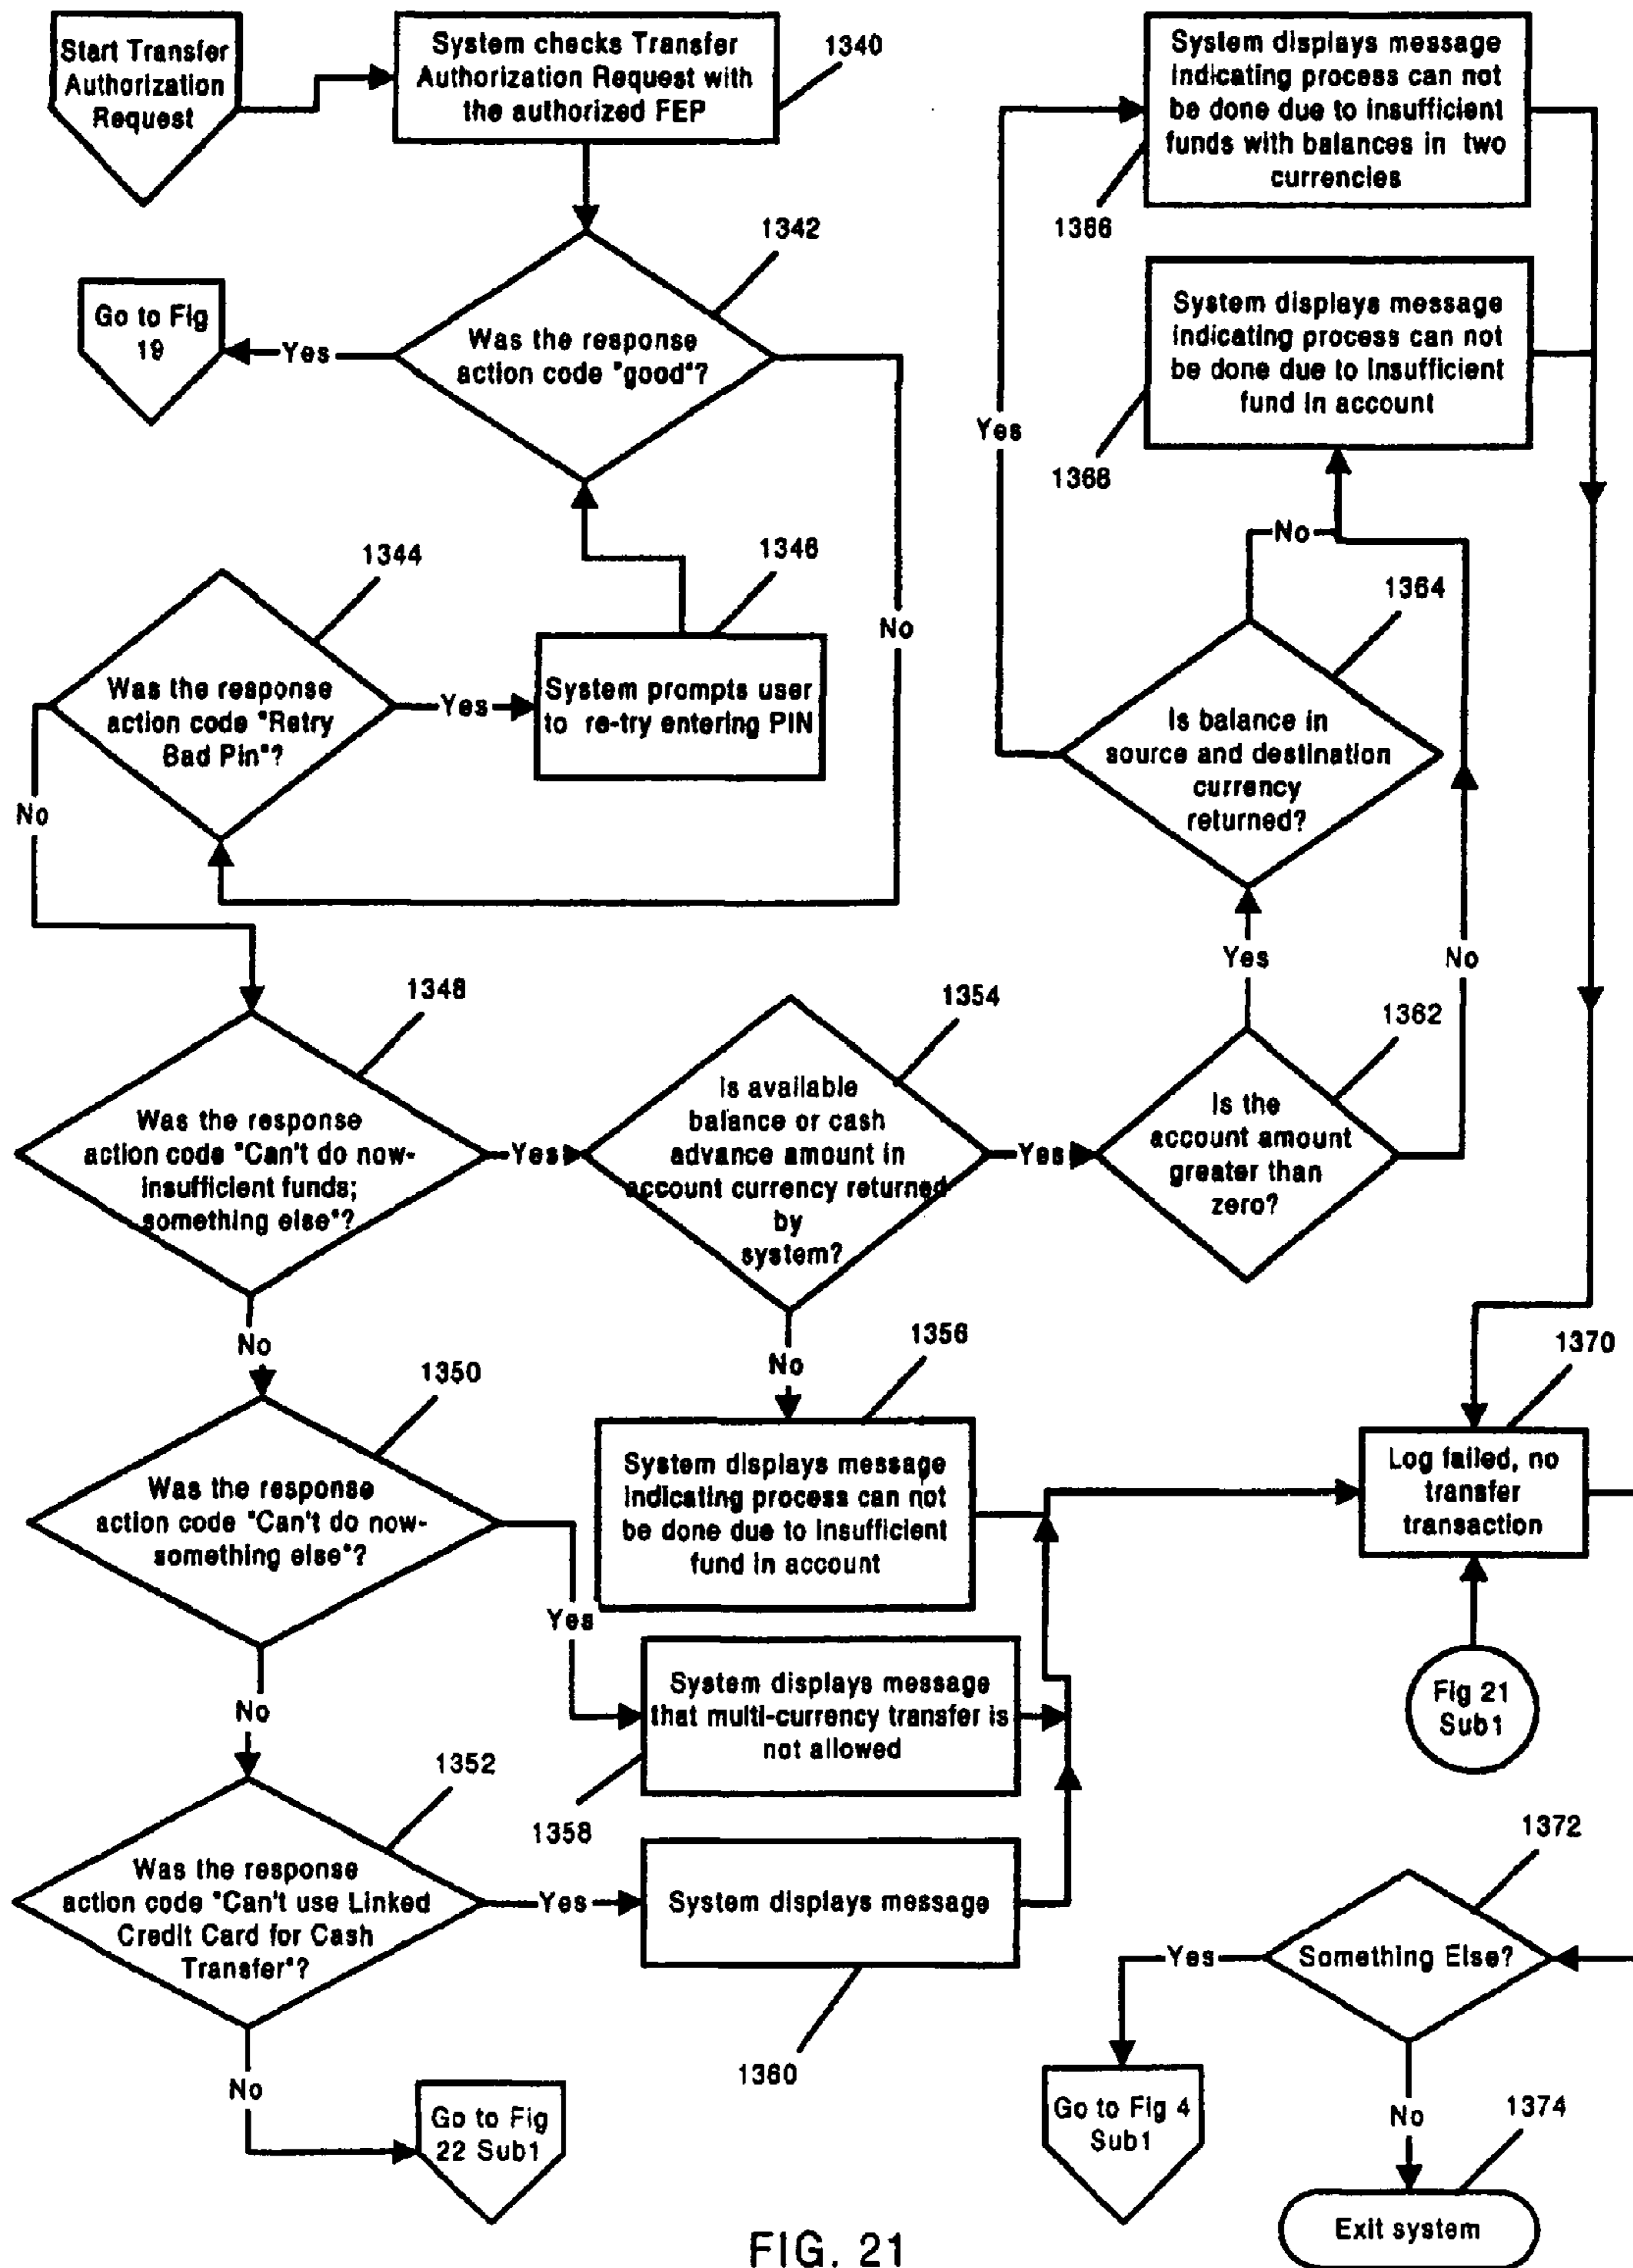 Start Transfer
Authorization
Request
System checks Transfer
Authorization Request with
the authorized FEP
1340
System displays message
indicating process can not
be done due to insufficient
funds with balances in two
currencies
1366
1342
Go to Fig
19
Yes
Was the response
action code "good"?
System displays message
indicating process can not
be done due to insufficient
fund in account
1368
Yes
No
1344
1346
1364
No
Was the response
action code "Retry
Bad Pin"?
Yes
System prompts user
to re-try entering PIN
Is balance in
source and destination
currency
returned?
No
Yes
No
1348
1354
1362
Was the response
action code "Can't do now-
insufficient funds;
something else"?
Yes
Is available
balance or cash
advance amount in
account currency returned
by
system?
Yes
Is the
account amount
greater than
zero?
No
No
1350
1356
1370
Was the response
action code "Can't do now-
something else"?
System displays message
indicating process can not
be done due to insufficient
fund in account
Log failed, no
transfer
transaction
Yes
No
System displays message
that multi-currency transfer is
not allowed
Fig 21
Sub1
1352
1358
1372
Was the response
action code "Can't use Linked
Credit Card for Cash
Transfer"?
Yes
System displays message
Yes
Something Else?
1360
No
Go to Fig
22 Sub1
Go to Fig 4
Sub1
No
1374
Exit system
FIG. 21